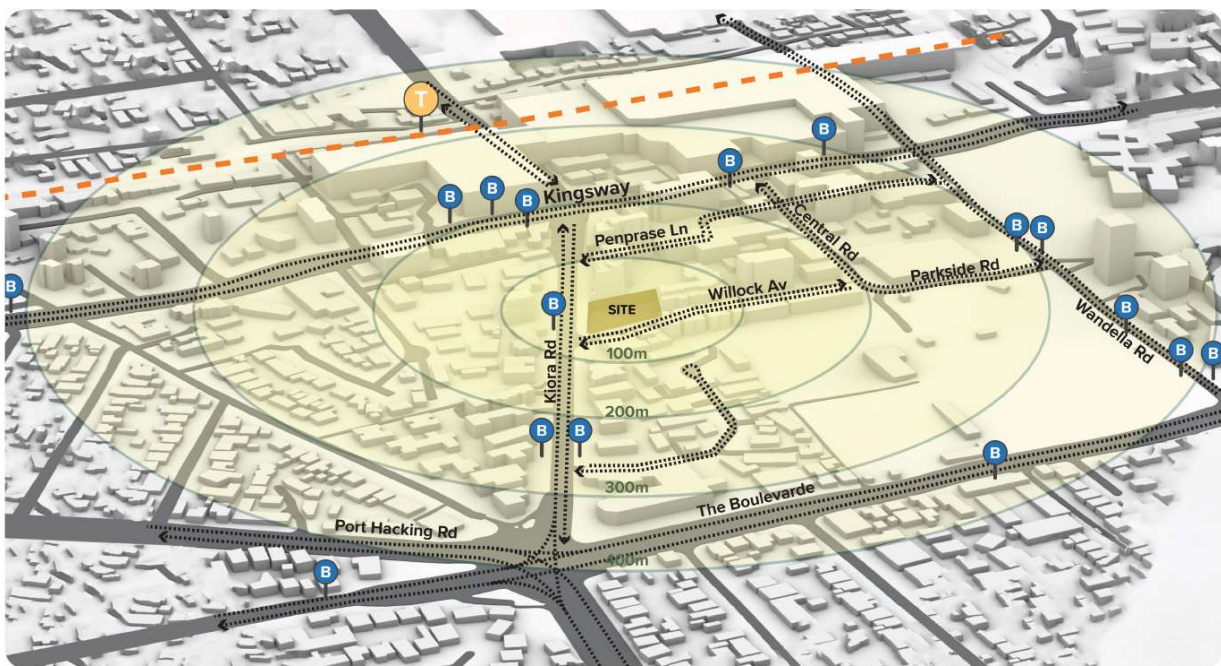 T
B
B
Kingsway
B
B
B
Penprase Ln
Central Rd
B
B
B
Parkside Rd
Willock Av
SITE
B
B
Wandella Rd
B
B
100m
Kiora Rd
200m
B
B
B
300m
The Boulevarde
Port Hacking Rd
400m
B